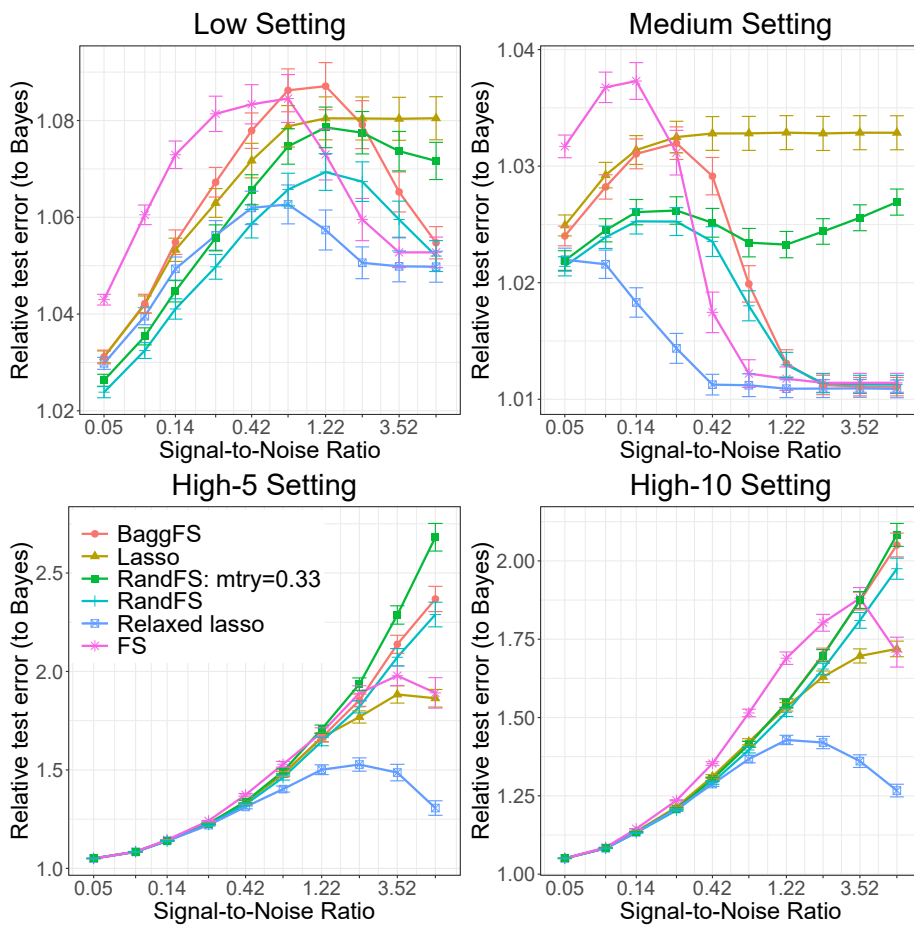 Low Setting
Medium Setting
Relative test error (to Bayes)
1.08
1.06
1.04
1.02
0.05 0.14 0.42 1.22 3.52
Signal-to-Noise Ratio
Relative test error (to Bayes)
1.04
1.03
1.02
1.01
0.05 0.14 0.42 1.22 3.52
Signal-to-Noise Ratio
High-5 Setting
High-10 Setting
Relative test error (to Bayes)
2.5
2.0
1.5
1.0
BaggFS
Lasso
RandFS: mtry=0.33
RandFS
Relaxed lasso
FS
0.05 0.14 0.42 1.22 3.52
Signal-to-Noise Ratio
Relative test error (to Bayes)
2.00
1.75
1.50
1.25
1.00
0.05 0.14 0.42 1.22 3.52
Signal-to-Noise Ratio